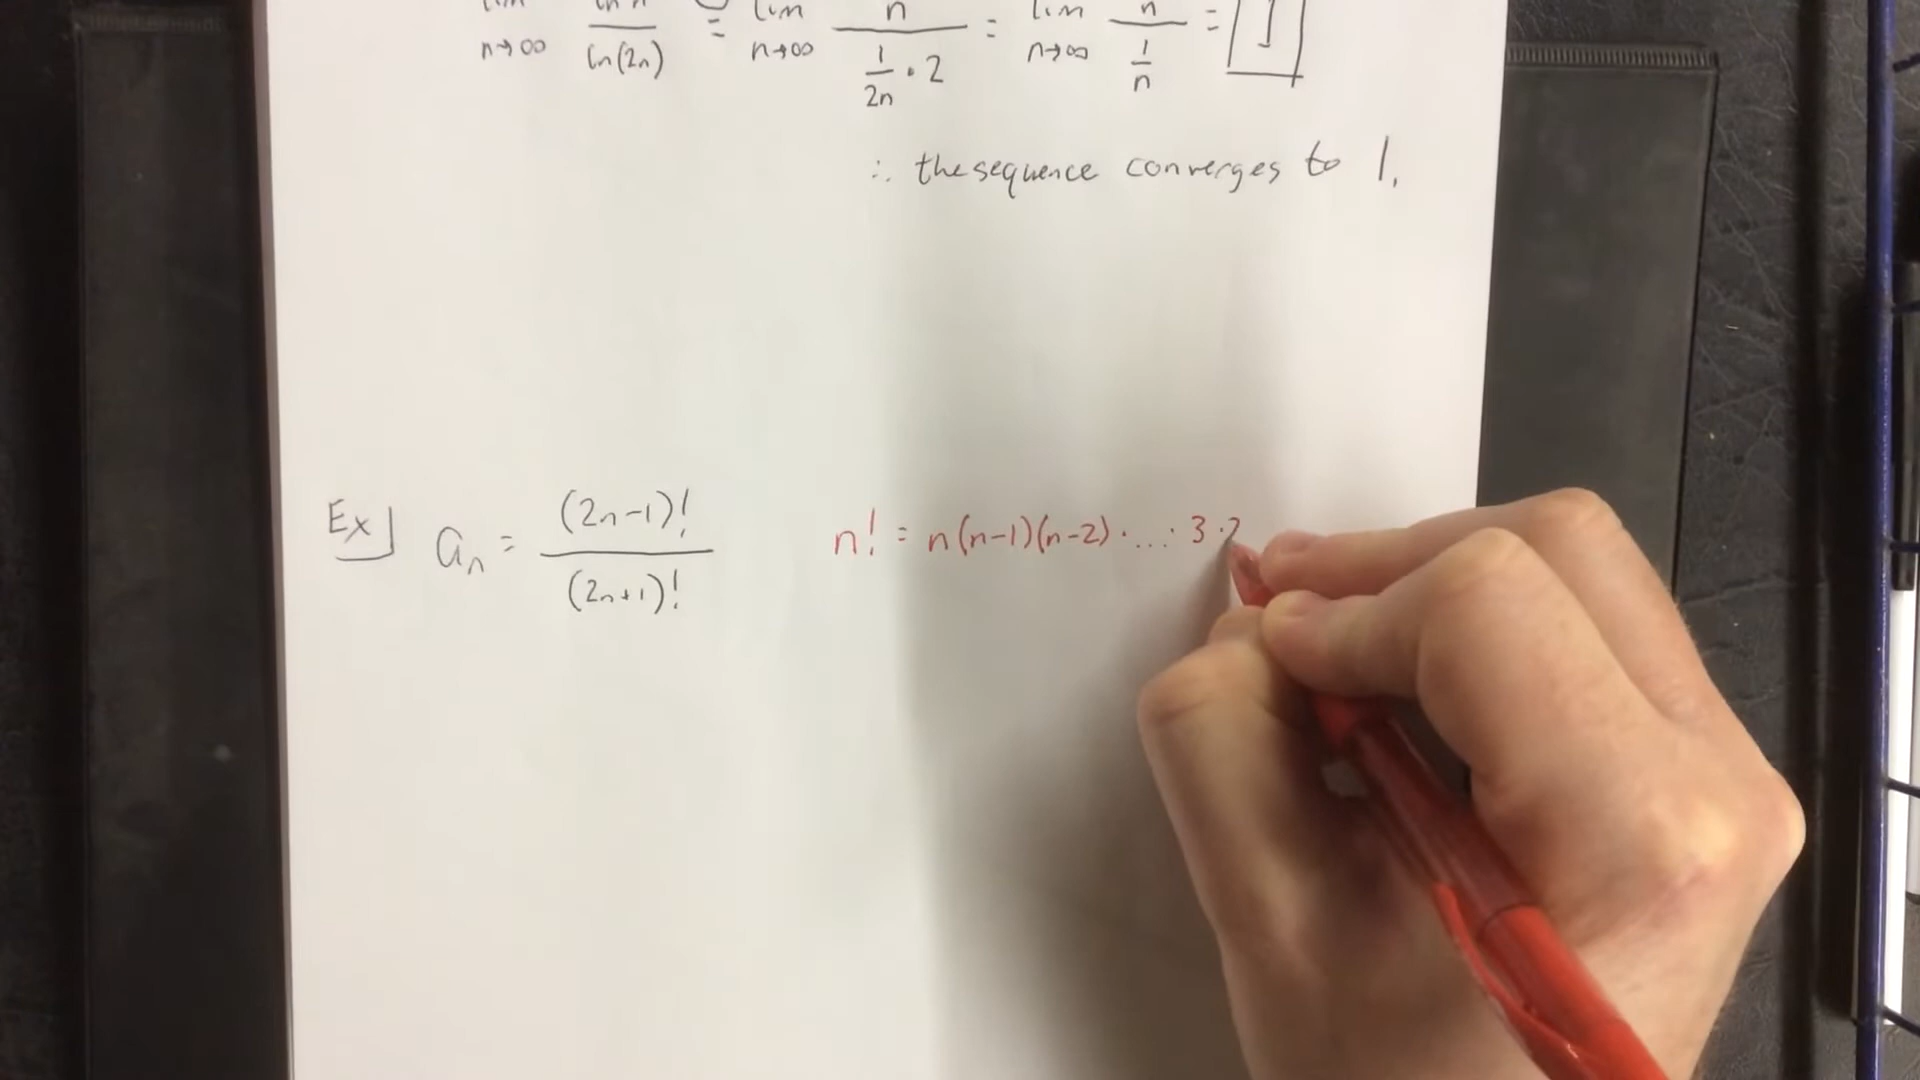 lim n→∞ ln n / ln(2n) = lim n→∞ n / (1/2n · 2) = lim n→∞ n / (1/n) = 1
∴ the sequence converges to 1.
Ex] aₙ = (2n-1)! / (2n+1)!
n! = n(n-1)(n-2)·...·3·2